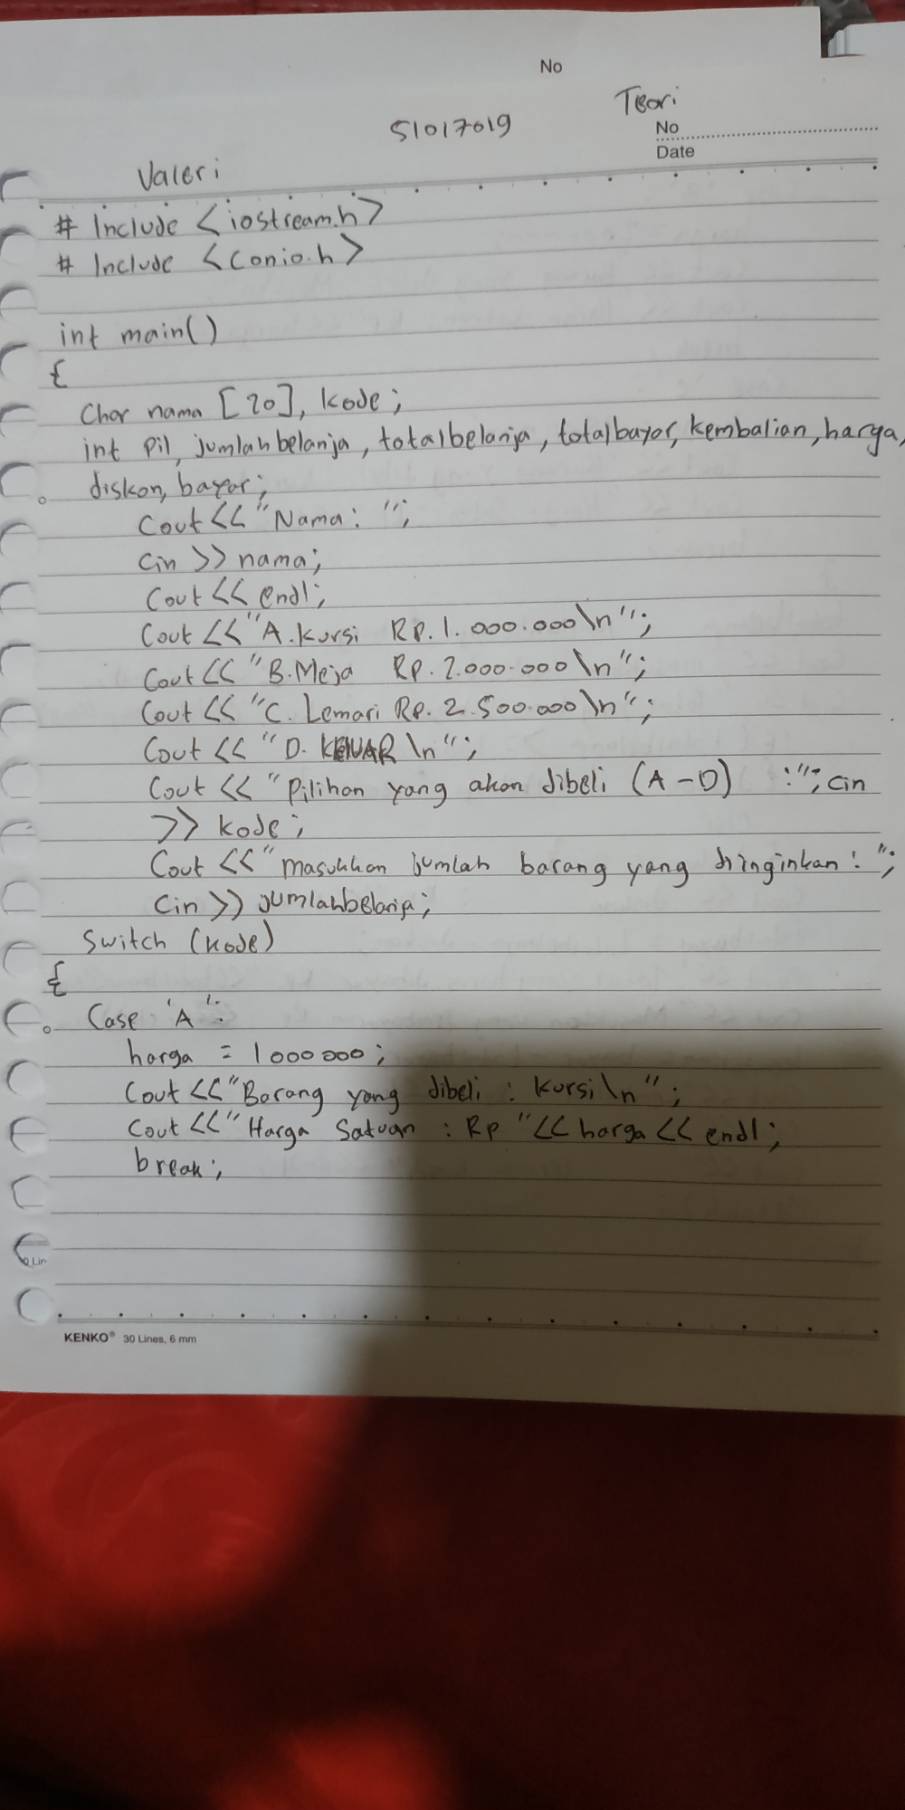 No
Teori
51017019
No
Date
Valeri
# Include <iostream.h>
# Include <conio.h>
int main()
{
Char nama [20], kode;
int pil, jumlahbelanja, totalbelanja, totalbayar, kembalian, harga,
diskon, bayar;
Cout<<"Nama: ";
Cin >> nama;
Cout << endl;
Cout <<"A.Kursi Rp.1.000.000\n";
Cout << "B.Meja Rp.2.000.000\n";
Cout << "C. Lemari Rp. 2.500.000\n";
Cout << "D. KELUAR \n";
Cout << "Pilihan yang akan dibeli (A-D) :"; Cin
>> kode;
Cout <<"masukkan jumlah barang yang diinginkan: ";
Cin >> jumlahbelanja;
Switch (kode)
{
Case 'A':
harga = 1000000;
Cout <<"Barang yang dibeli : Kursi\n";
Cout <<"Harga Satuan : Rp "<< harga << endl;
break;
KENKO® 30 Lines, 6 mm